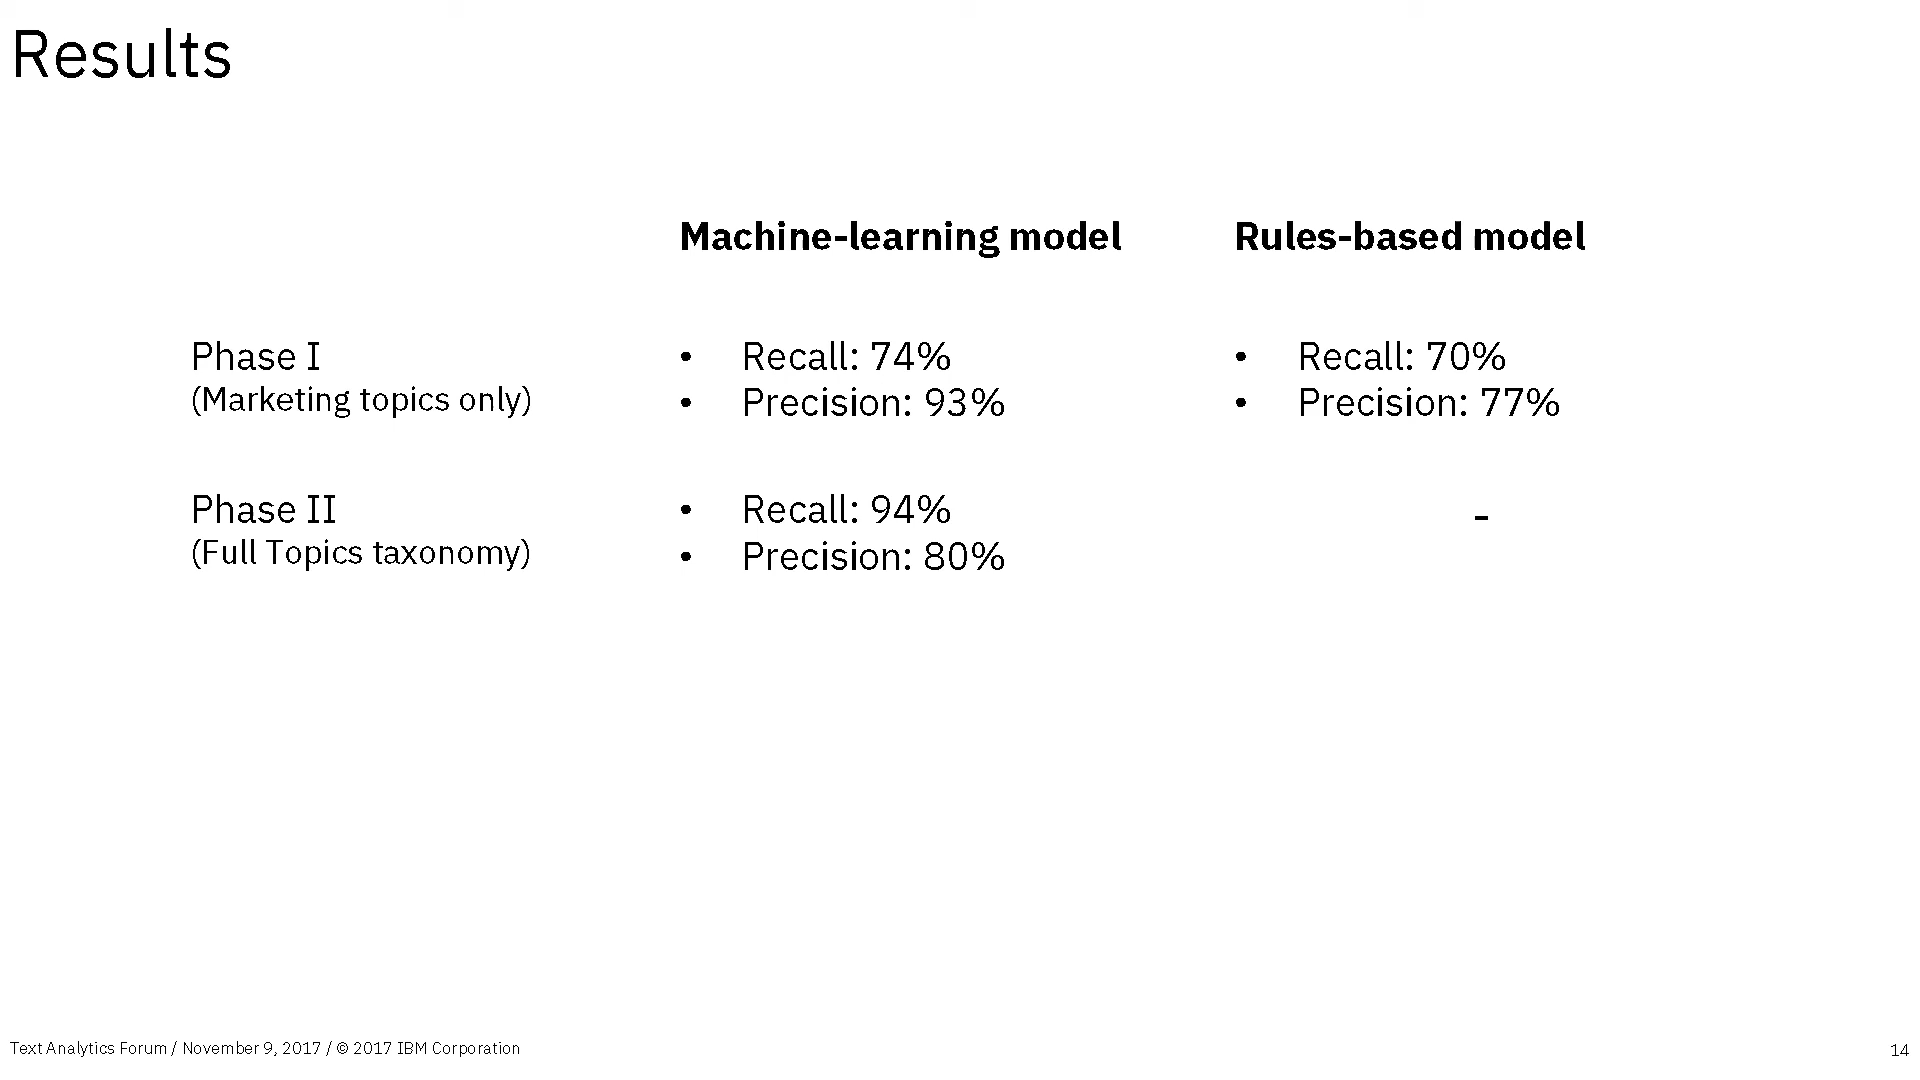 Results
Machine-learning model Rules-based model
Phase I • Recall: 74% • Recall: 70%
(Marketing topics only) • Precision: 93% • Precision: 77%
Phase II • Recall: 94% -
(Full Topics taxonomy) • Precision: 80%
Text Analytics Forum / November 9, 2017 / © 2017 IBM Corporation 14